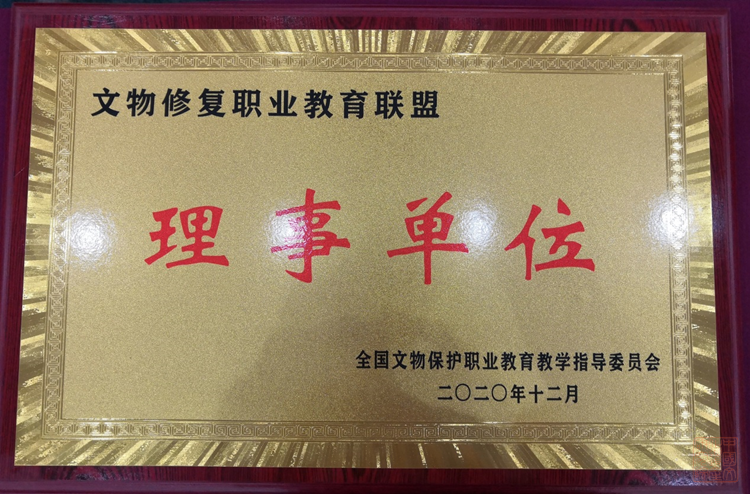 文物修复职业教育联盟
理事单位
全国文物保护职业教育教学指导委员会
二〇二〇年十二月